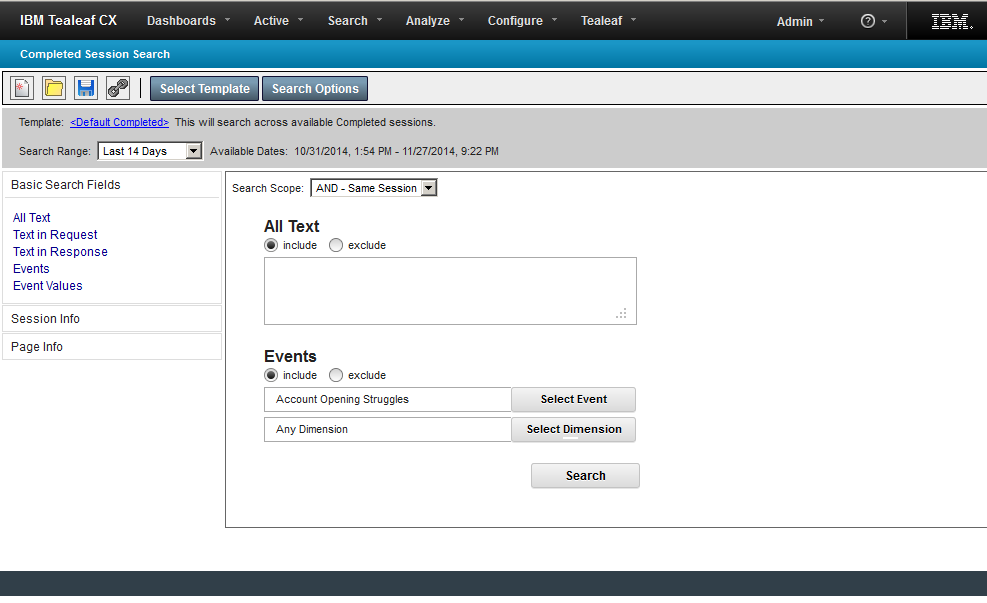 IBM Tealeaf CX Dashboards Active Search Analyze Configure Tealeaf Admin ? IBM.
Completed Session Search
Select Template Search Options
Template: <Default Completed> This will search across available Completed sessions.
Search Range: Last 14 Days Available Dates: 10/31/2014, 1:54 PM - 11/27/2014, 9:22 PM
Basic Search Fields
All Text
Text in Request
Text in Response
Events
Event Values
Session Info
Page Info
Search Scope: AND - Same Session
All Text
include exclude
Events
include exclude
Account Opening Struggles Select Event
Any Dimension Select Dimension
Search